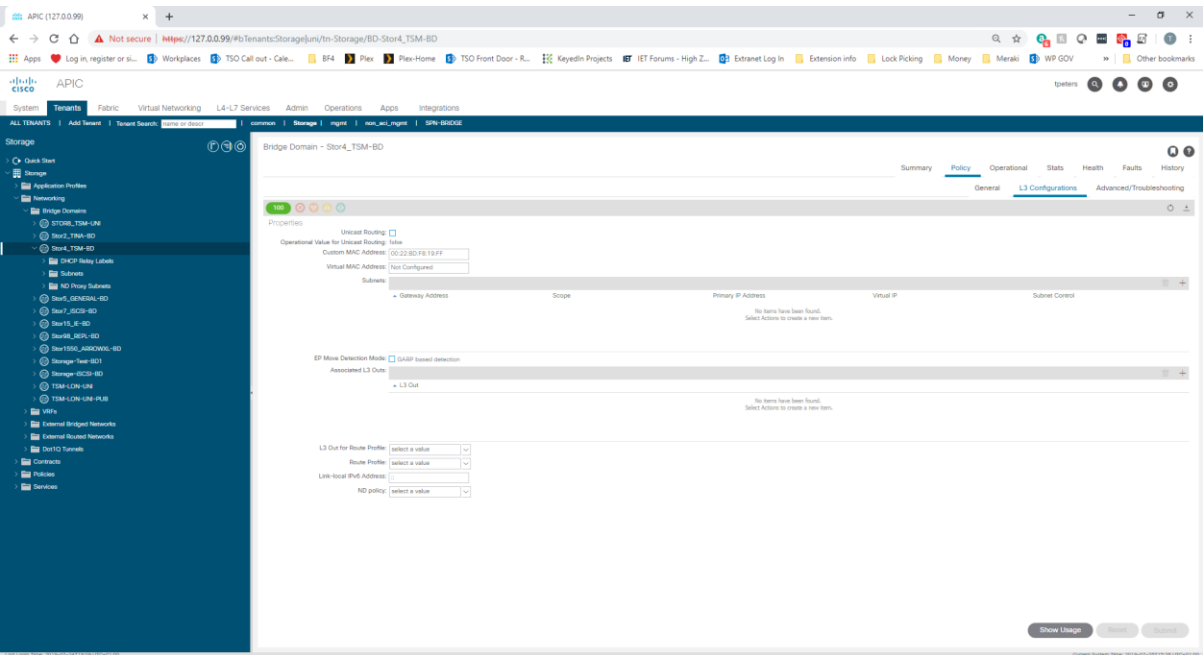 APIC (127.0.0.99)
Not secure | https://127.0.0.99/#bTenants:Storage|uni/tn-Storage/BD-Stor4_TSM-BD
Apps Log in, register or si... Workplaces TSO Call out - Cale... BF4 Plex Plex-Home TSO Front Door - R... KeyedIn Projects IET Forums - High Z... Extranet Log In Extension info Lock Picking Money Meraki WP GOV » Other bookmarks
CISCO APIC tpeters
System Tenants Fabric Virtual Networking L4-L7 Services Admin Operations Apps Integrations
ALL TENANTS | Add Tenant | Tenant Search: name or descr | common | Storage | mgmt | non_aci_mgmt | SPN-BRIDGE
Storage
Quick Start
Storage
Application Profiles
Networking
Bridge Domains
STOR8_TSM-UNI
Stor2_TINA-BD
Stor4_TSM-BD
DHCP Relay Labels
Subnets
ND Proxy Subnets
Stor5_GENERAL-BD
Stor7_ISCSI-BD
Stor15_IE-BD
Stor98_REPL-BD
Stor1550_ARROWXL-BD
Storage-Test-BD1
Storage-iSCSI-BD
TSM-LON-UNI
TSM-LON-UNI-PUB
VRFs
External Bridged Networks
External Routed Networks
Dot1Q Tunnels
Contracts
Policies
Services
Bridge Domain - Stor4_TSM-BD
Summary Policy Operational Stats Health Faults History
General L3 Configurations Advanced/Troubleshooting
100
Properties
Unicast Routing:
Operational Value for Unicast Routing: false
Custom MAC Address: 00:22:BD:F8:19:FF
Virtual MAC Address: Not Configured
Subnets:
Gateway Address Scope Primary IP Address Virtual IP Subnet Control
No items have been found.
Select Actions to create a new item.
EP Move Detection Mode: GARP based detection
Associated L3 Outs:
L3 Out
No items have been found.
Select Actions to create a new item.
L3 Out for Route Profile: select a value
Route Profile: select a value
Link-local IPv6 Address: ::
ND policy: select a value
Show Usage Reset Submit